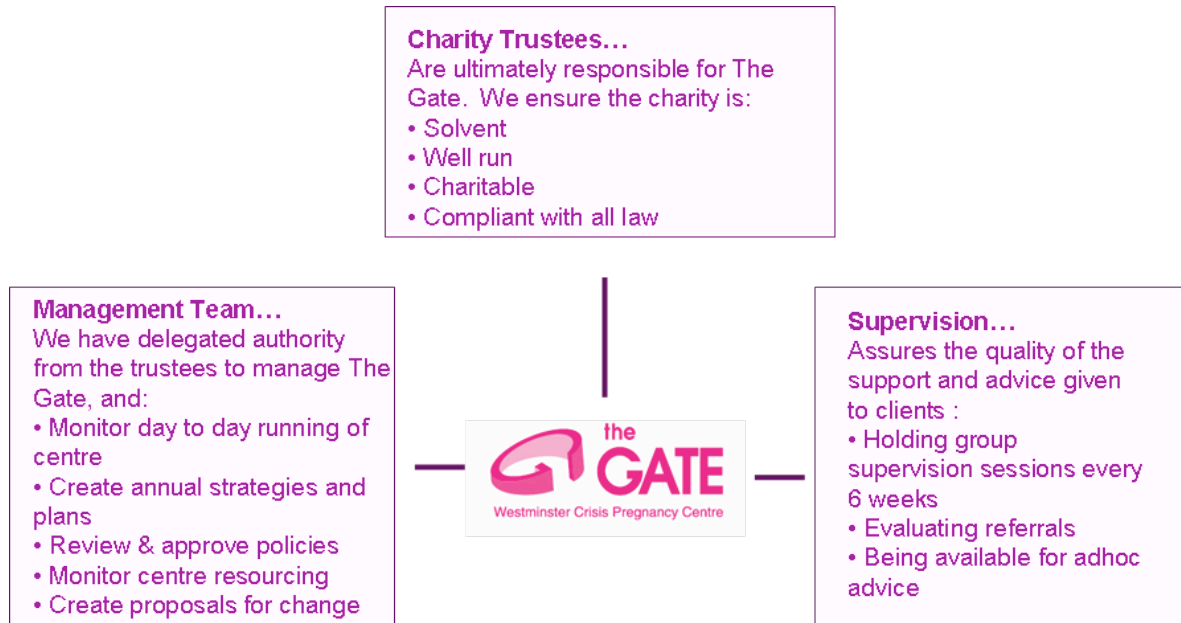 Charity Trustees…
Are ultimately responsible for The
Gate.  We ensure the charity is:
• Solvent
• Well run
• Charitable
• Compliant with all law
Management Team…
We have delegated authority
from the trustees to manage The
Gate, and:
• Monitor day to day running of
centre
• Create annual strategies and
plans
• Review & approve policies
• Monitor centre resourcing
• Create proposals for change
the
GATE
Westminster Crisis Pregnancy Centre
Supervision…
Assures the quality of the
support and advice given
to clients :
• Holding group
supervision sessions every
6 weeks
• Evaluating referrals
• Being available for adhoc
advice